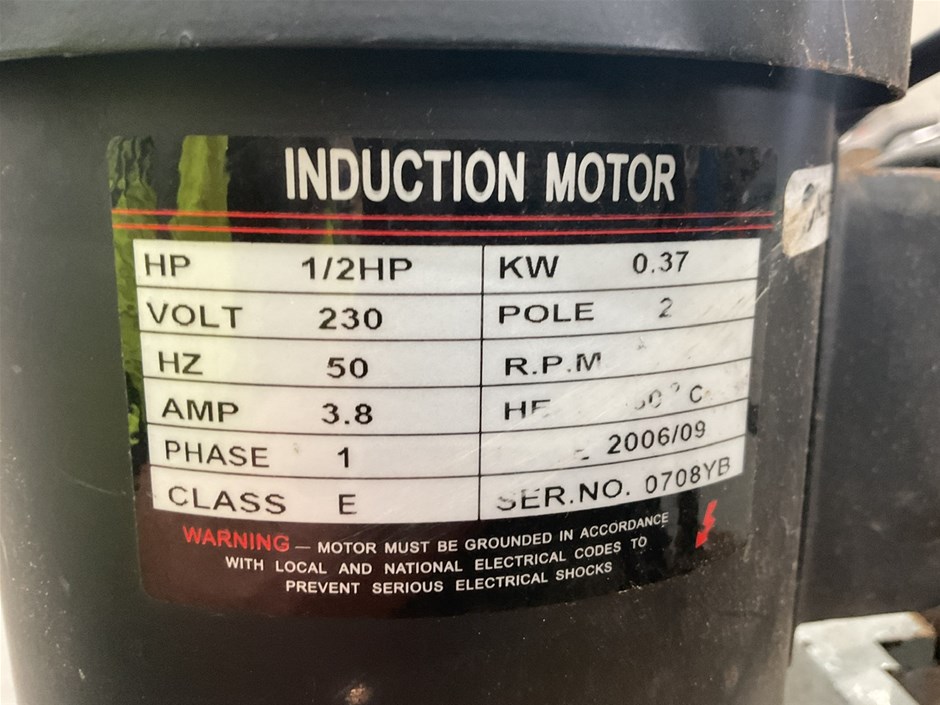 INDUCTION MOTOR
HP 1/2HP KW 0.37
VOLT 230 POLE 2
HZ 50 R.P.M
AMP 3.8 C
PHASE 1 2006/09
CLASS E SER.NO. 0708YB
WARNING — MOTOR MUST BE GROUNDED IN ACCORDANCE
WITH LOCAL AND NATIONAL ELECTRICAL CODES TO
PREVENT SERIOUS ELECTRICAL SHOCKS